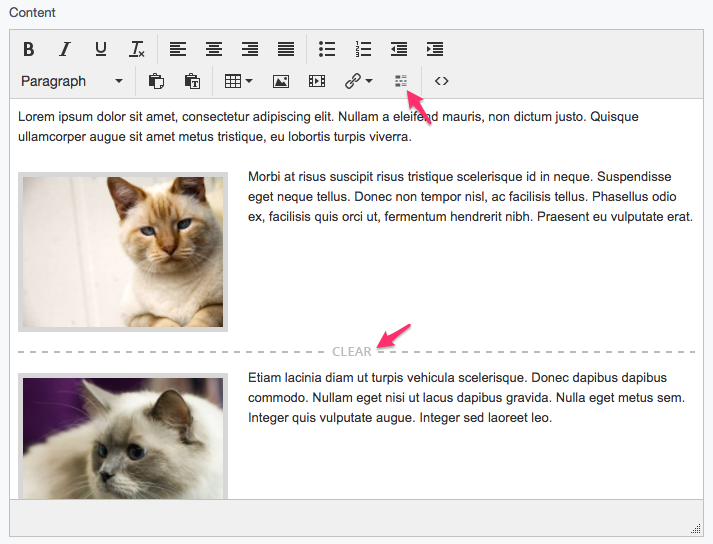 Content
Paragraph
Lorem ipsum dolor sit amet, consectetur adipiscing elit. Nullam a eleifend mauris, non dictum justo. Quisque
ullamcorper augue sit amet metus tristique, eu lobortis turpis viverra.
Morbi at risus suscipit risus tristique scelerisque id in neque. Suspendisse
eget neque tellus. Donec non tempor nisl, ac facilisis tellus. Phasellus odio
ex, facilisis quis orci ut, fermentum hendrerit nibh. Praesent eu vulputate erat.
CLEAR
Etiam lacinia diam ut turpis vehicula scelerisque. Donec dapibus dapibus
commodo. Nullam eget nisi ut lacus dapibus gravida. Nulla eget metus sem.
Integer quis vulputate augue. Integer sed laoreet leo.